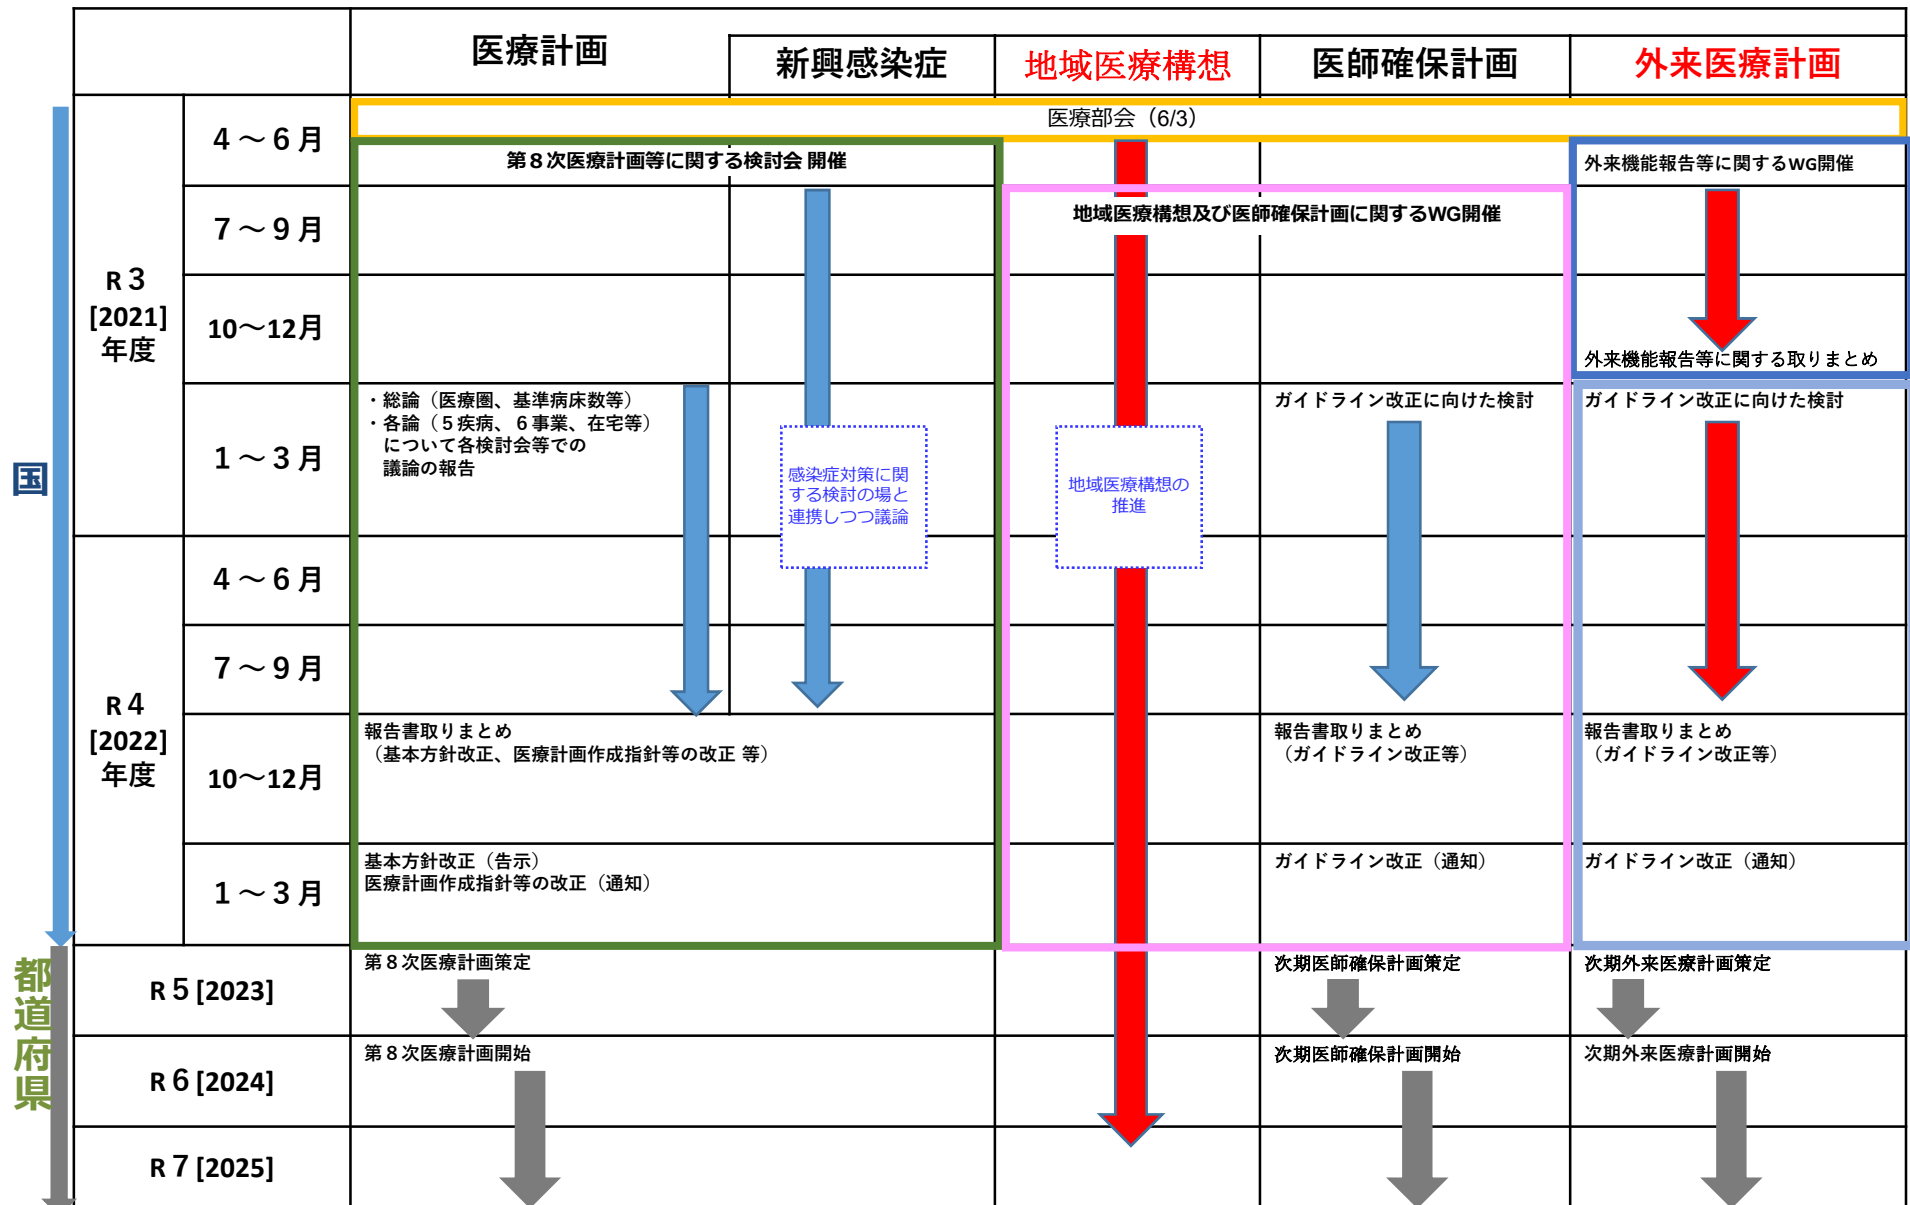 医療計画
新興感染症
地域医療構想
医師確保計画
外来医療計画
国
都道府県
R３
[2021]
年度
４～６月
医療部会（6/3）
第８次医療計画等に関する検討会 開催
外来機能報告等に関するWG開催
７～９月
地域医療構想及び医師確保計画に関するWG開催
10～12月
外来機能報告等に関する取りまとめ
１～３月
・総論（医療圏、基準病床数等）
・各論（５疾病、６事業、在宅等）
について各検討会等での
議論の報告
感染症対策に関
する検討の場と
連携しつつ議論
地域医療構想の
推進
ガイドライン改正に向けた検討
ガイドライン改正に向けた検討
R４
[2022]
年度
４～６月
７～９月
10～12月
報告書取りまとめ
（基本方針改正、医療計画作成指針等の改正 等）
報告書取りまとめ
（ガイドライン改正等）
報告書取りまとめ
（ガイドライン改正等）
１～３月
基本方針改正（告示）
医療計画作成指針等の改正（通知）
ガイドライン改正（通知）
ガイドライン改正（通知）
R５[2023]
第８次医療計画策定
次期医師確保計画策定
次期外来医療計画策定
R６[2024]
第８次医療計画開始
次期医師確保計画開始
次期外来医療計画開始
R７[2025]